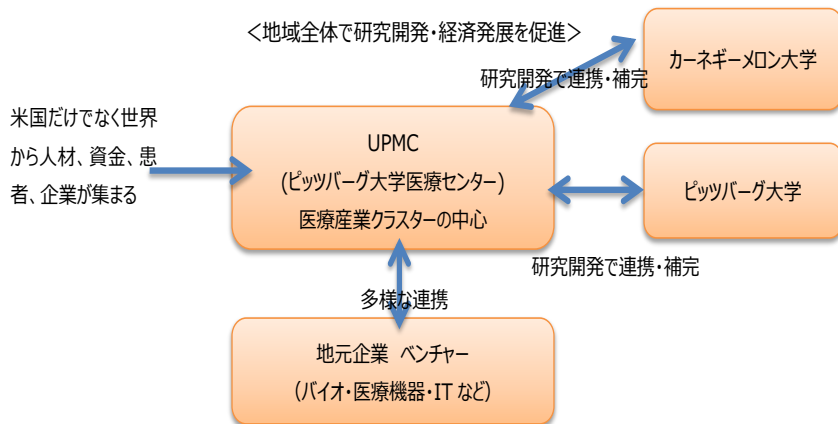 ＜地域全体で研究開発・経済発展を促進＞
カーネギーメロン大学
研究開発で連携・補完
米国だけでなく世界
から人材、資金、患
者、企業が集まる
UPMC
(ピッツバーグ大学医療センター)
医療産業クラスターの中心
ピッツバーグ大学
研究開発で連携・補完
多様な連携
地元企業 ベンチャー
(バイオ・医療機器・IT など)